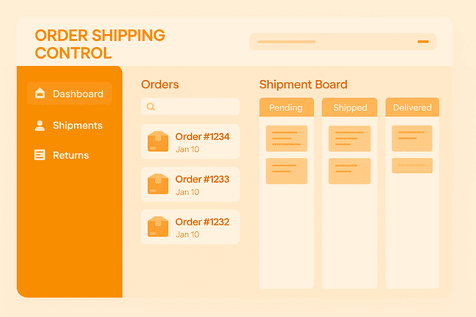 ORDER SHIPPING
CONTROL
Dashboard
Shipments
Returns
Orders
Order #1234
Jan 10
Order #1233
Jan 10
Order #1232
Jan 10
Shipment Board
Pending
Shipped
Delivered